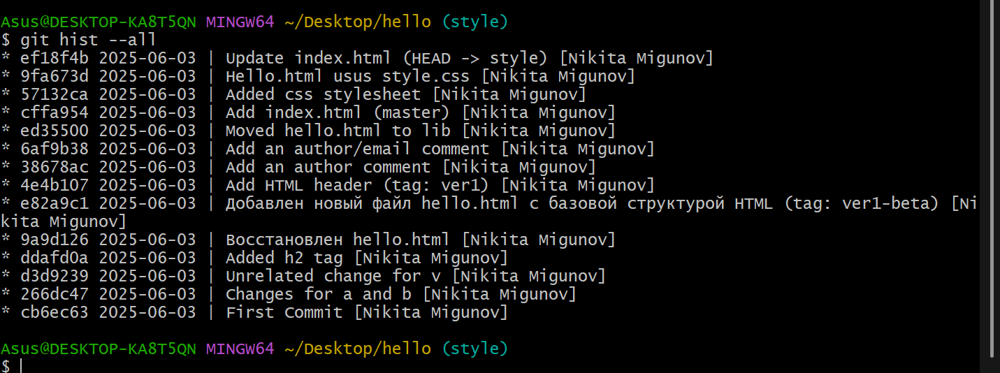 Asus@DESKTOP-KA8T5QN MINGW64 ~/Desktop/hello (style)
$ git hist --all
* ef18f4b 2025-06-03 | Update index.html (HEAD -> style) [Nikita Migunov]
* 9fa673d 2025-06-03 | Hello.html usus style.css [Nikita Migunov]
* 57132ca 2025-06-03 | Added css stylesheet [Nikita Migunov]
* cffa954 2025-06-03 | Add index.html (master) [Nikita Migunov]
* ed35500 2025-06-03 | Moved hello.html to lib [Nikita Migunov]
* 6af9b38 2025-06-03 | Add an author/email comment [Nikita Migunov]
* 38678ac 2025-06-03 | Add an author comment [Nikita Migunov]
* 4e4b107 2025-06-03 | Add HTML header (tag: ver1) [Nikita Migunov]
* e82a9c1 2025-06-03 | Добавлен новый файл hello.html с базовой структурой HTML (tag: ver1-beta) [Ni
kita Migunov]
* 9a9d126 2025-06-03 | Восстановлен hello.html [Nikita Migunov]
* ddafd0a 2025-06-03 | Added h2 tag [Nikita Migunov]
* d3d9239 2025-06-03 | Unrelated change for v [Nikita Migunov]
* 266dc47 2025-06-03 | Changes for a and b [Nikita Migunov]
* cb6ec63 2025-06-03 | First Commit [Nikita Migunov]
Asus@DESKTOP-KA8T5QN MINGW64 ~/Desktop/hello (style)
$